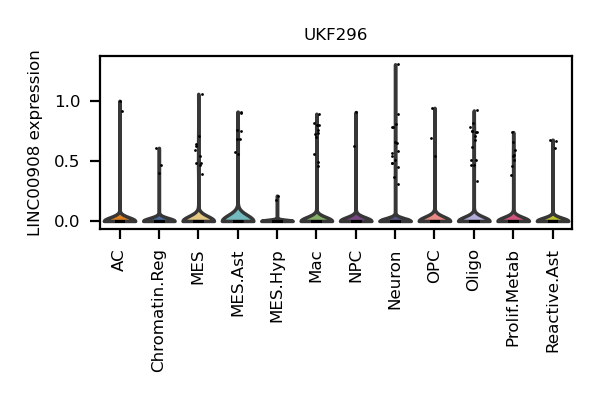 UKF296
LINC00908 expression
1.0
0.5
0.0
AC
Chromatin.Reg
MES
MES.Ast
MES.Hyp
Mac
NPC
Neuron
OPC
Oligo
Prolif.Metab
Reactive.Ast